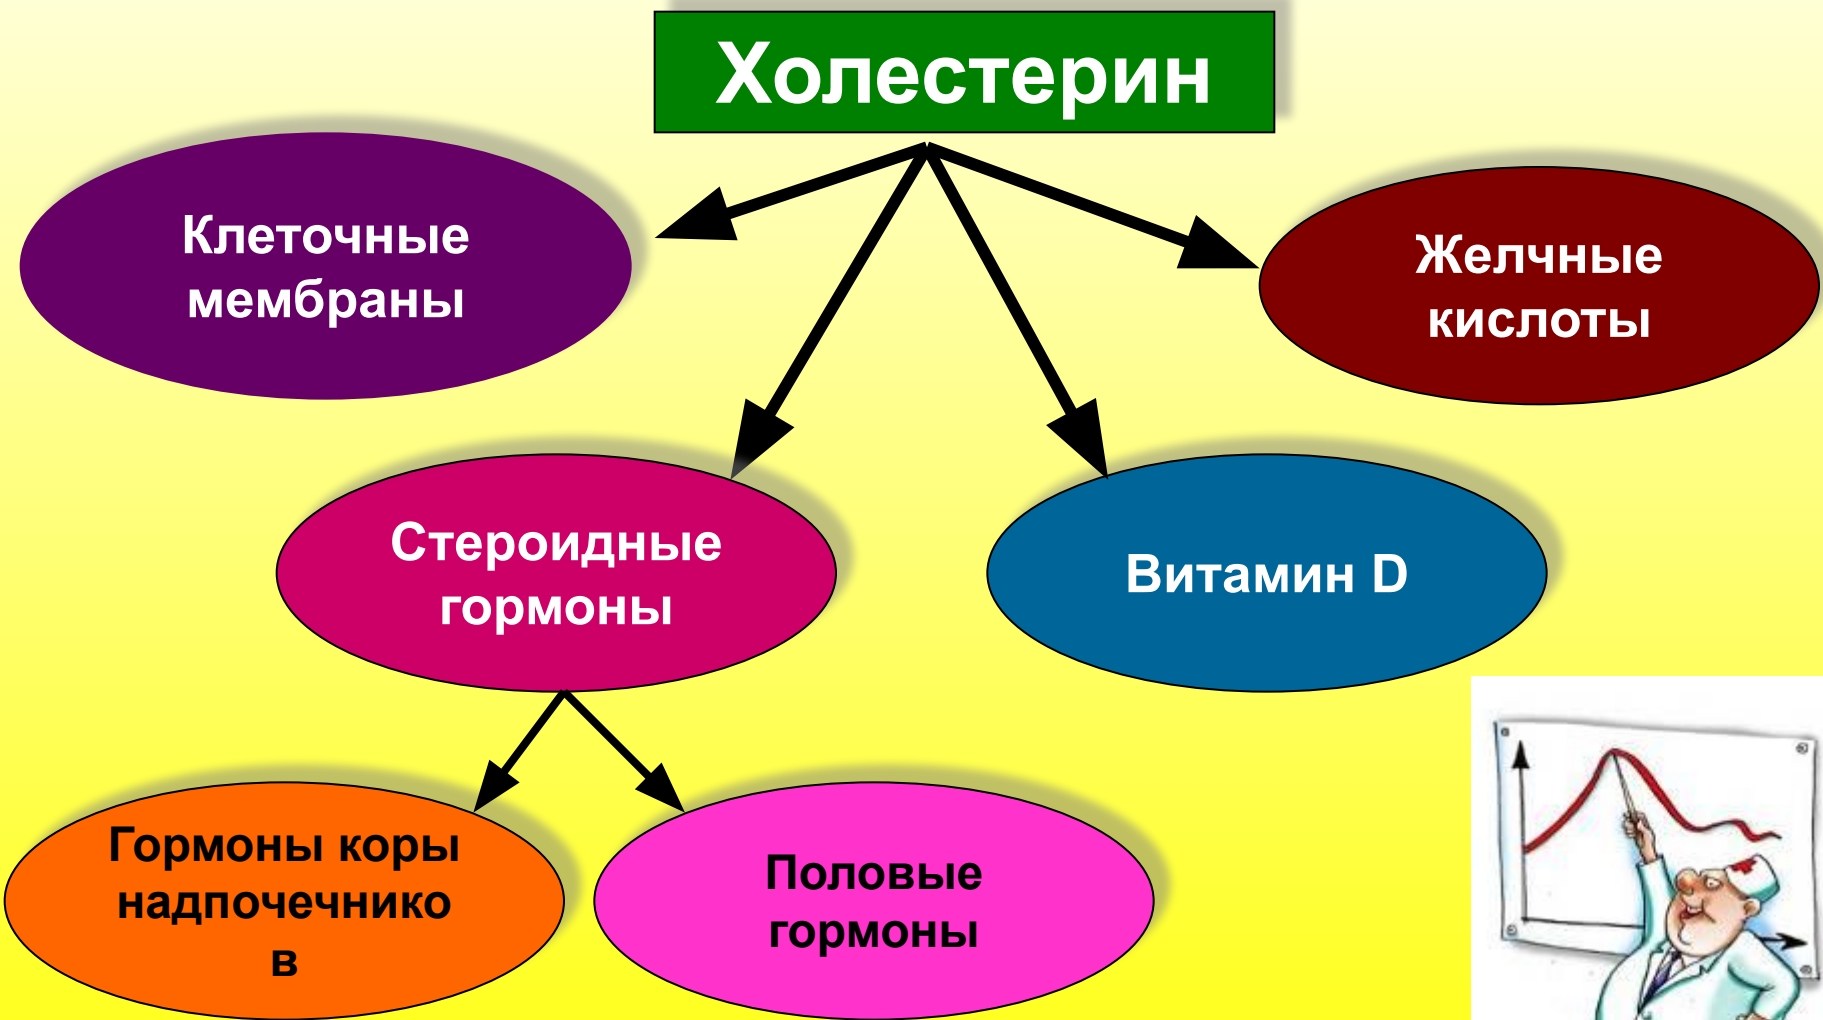 Холестерин
Клеточные
мембраны
Желчные
кислоты
Стероидные
гормоны
Витамин D
Гормоны коры
надпочечнико
в
Половые
гормоны